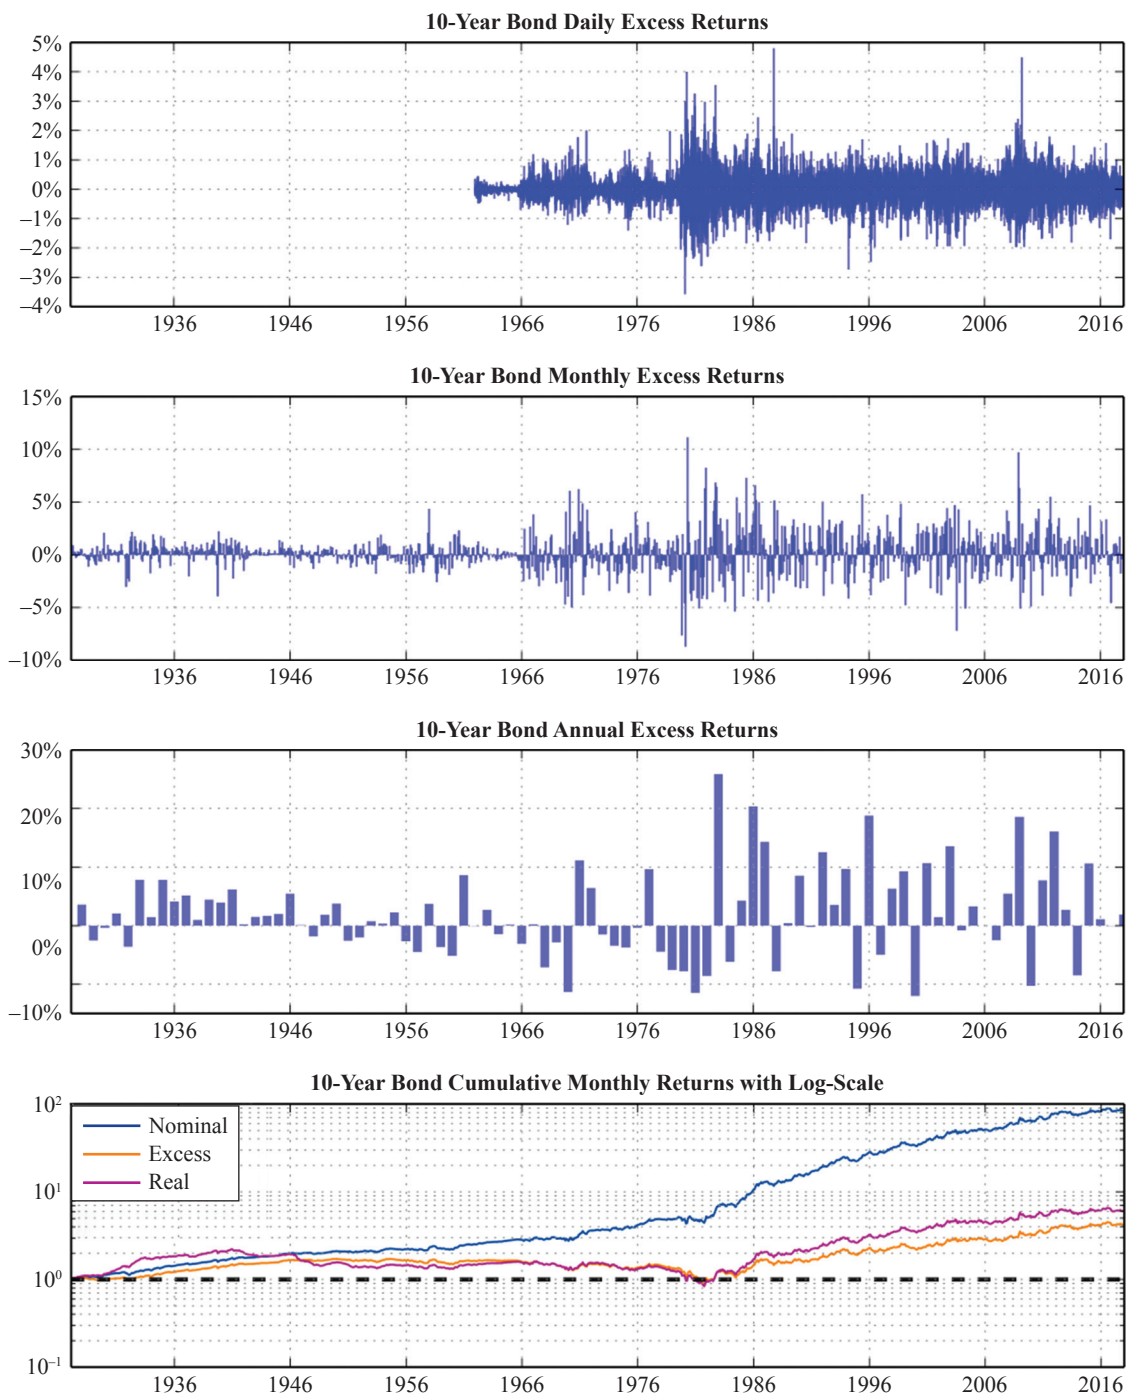 10-Year Bond Daily Excess Returns
5%
4%
3%
2%
1%
0%
–1%
–2%
–3%
–4%
1936 1946 1956 1966 1976 1986 1996 2006 2016
10-Year Bond Monthly Excess Returns
15%
10%
5%
0%
–5%
–10%
1936 1946 1956 1966 1976 1986 1996 2006 2016
10-Year Bond Annual Excess Returns
30%
20%
10%
0%
–10%
1936 1946 1956 1966 1976 1986 1996 2006 2016
10-Year Bond Cumulative Monthly Returns with Log-Scale
10²
Nominal
Excess
Real
10¹
10⁰
10⁻¹
1936 1946 1956 1966 1976 1986 1996 2006 2016